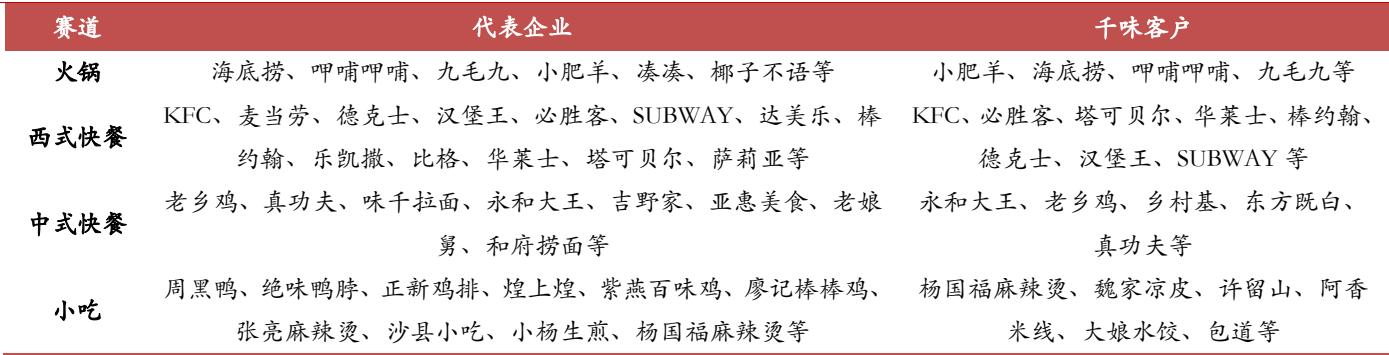 赛道 代表企业 千味客户
火锅 海底捞、呷哺呷哺、九毛九、小肥羊、凑凑、椰子不语等 小肥羊、海底捞、呷哺呷哺、九毛九等
西式快餐
KFC、麦当劳、德克士、汉堡王、必胜客、SUBWAY、达美乐、棒
约翰、乐凯撒、比格、华莱士、塔可贝尔、萨莉亚等
KFC、必胜客、塔可贝尔、华莱士、棒约翰、
德克士、汉堡王、SUBWAY 等
中式快餐
老乡鸡、真功夫、味千拉面、永和大王、吉野家、亚惠美食、老娘
舅、和府捞面等
永和大王、老乡鸡、乡村基、东方既白、
真功夫等
小吃
周黑鸭、绝味鸭脖、正新鸡排、煌上煌、紫燕百味鸡、廖记棒棒鸡、
张亮麻辣烫、沙县小吃、小杨生煎、杨国福麻辣烫等
杨国福麻辣烫、魏家凉皮、许留山、阿香
米线、大娘水饺、包道等